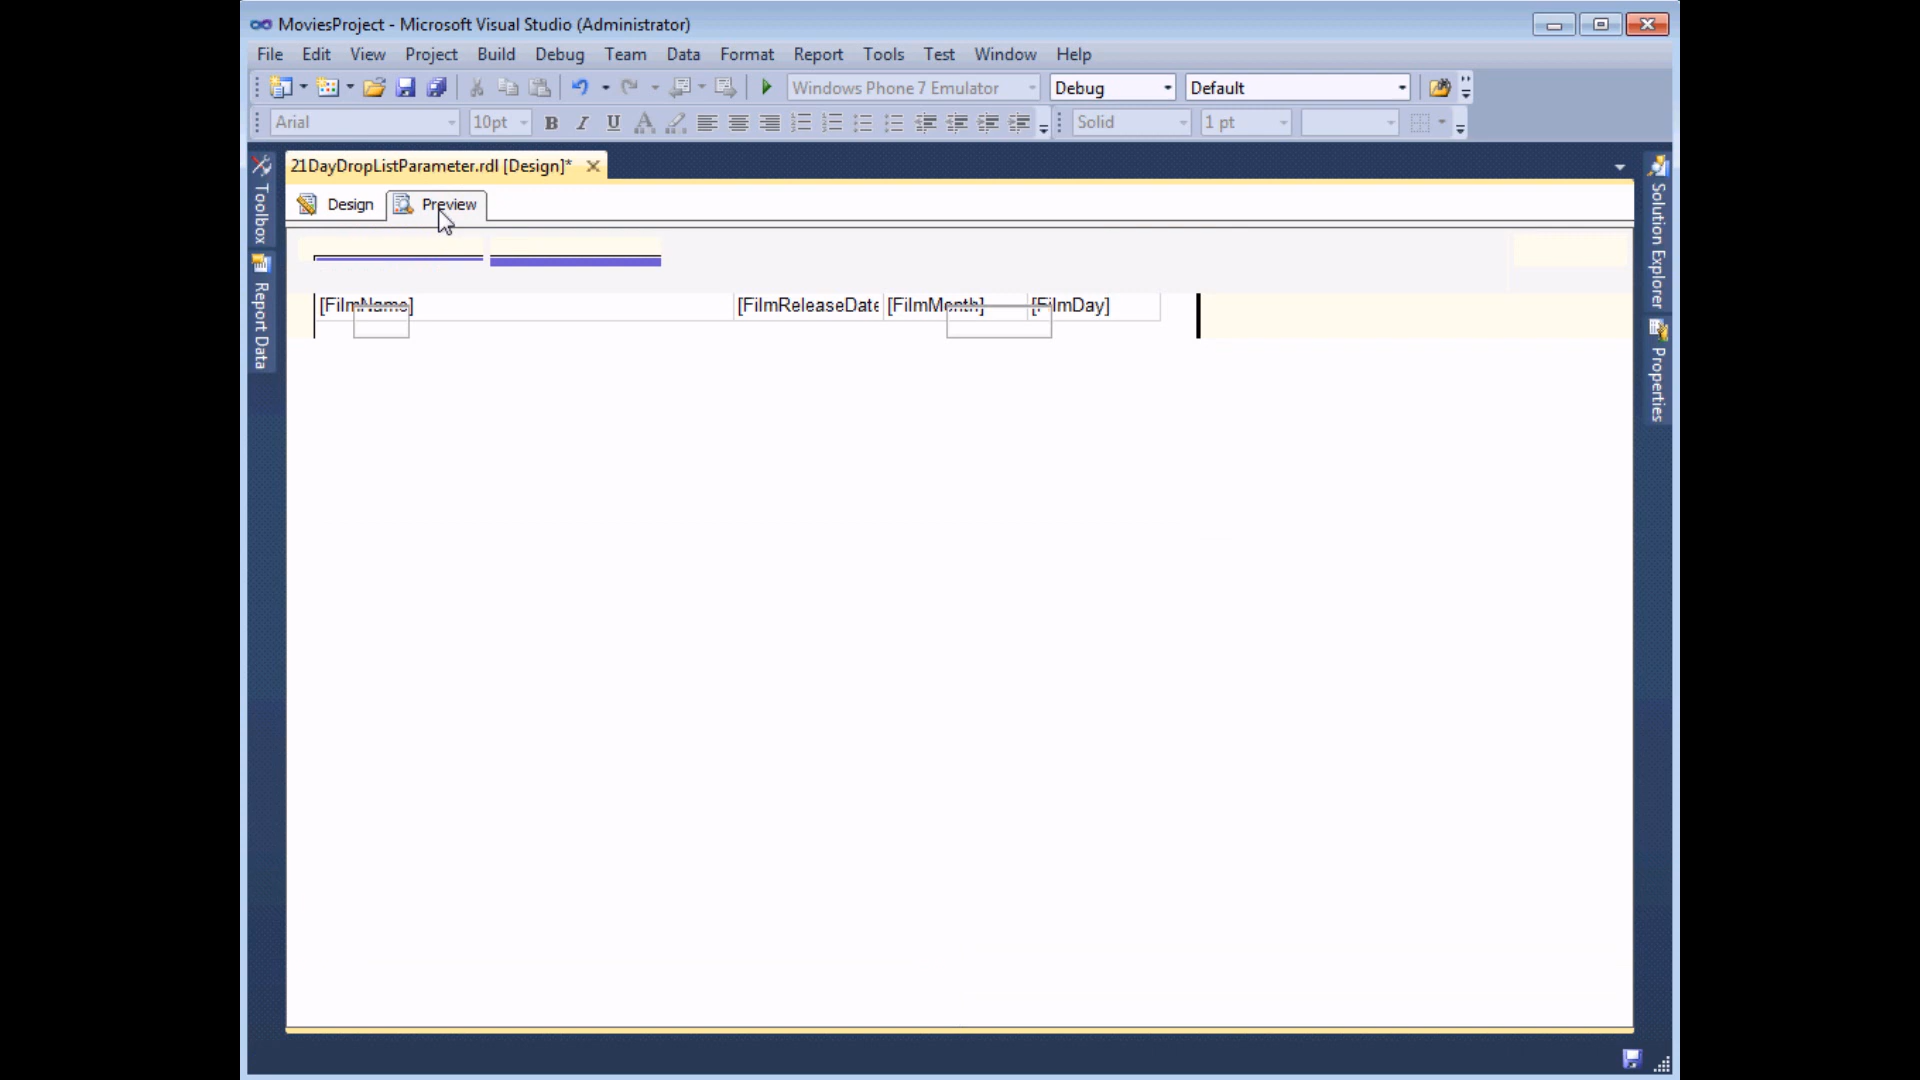 MoviesProject - Microsoft Visual Studio (Administrator)
File Edit View Project Build Debug Team Data Format Report Tools Test Window Help
Windows Phone 7 Emulator Debug Default
Arial 10pt B I U A Solid 1 pt
21DayDropListParameter.rdl [Design]*
Design Preview
Toolbox
Report Data
[FilmName] [FilmReleaseDate [FilmMonth] [FilmDay]
Solution Explorer
Properties